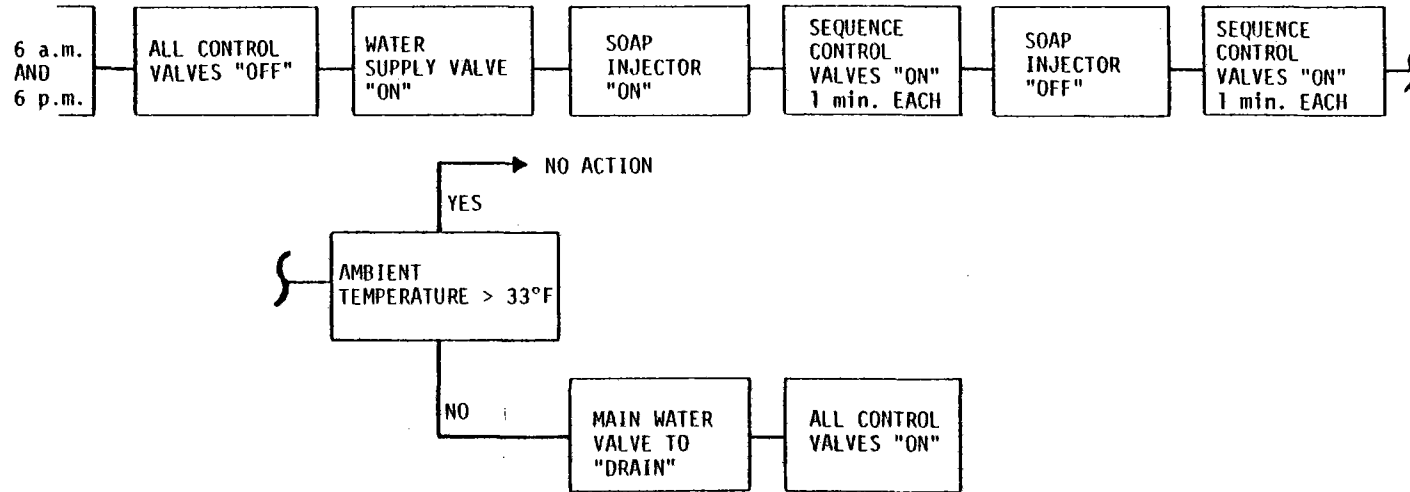 6 a.m.
AND
6 p.m.
ALL CONTROL
VALVES "OFF"
WATER
SUPPLY VALVE
"ON"
SOAP
INJECTOR
"ON"
SEQUENCE
CONTROL
VALVES "ON"
1 min. EACH
SOAP
INJECTOR
"OFF"
SEQUENCE
CONTROL
VALVES "ON"
1 min. EACH
NO ACTION
YES
AMBIENT
TEMPERATURE > 33°F
NO
MAIN WATER
VALVE TO
"DRAIN"
ALL CONTROL
VALVES "ON"